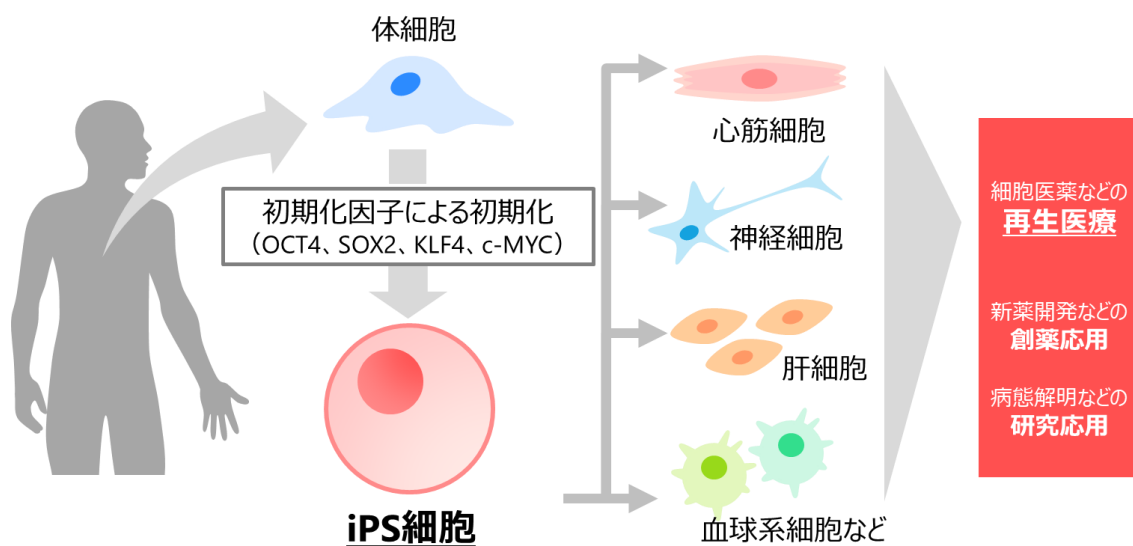 体細胞
初期化因子による初期化
（OCT4、SOX2、KLF4、c-MYC）
iPS細胞
心筋細胞
神経細胞
肝細胞
血球系細胞など
細胞医薬などの
再生医療
新薬開発などの
創薬応用
病態解明などの
研究応用